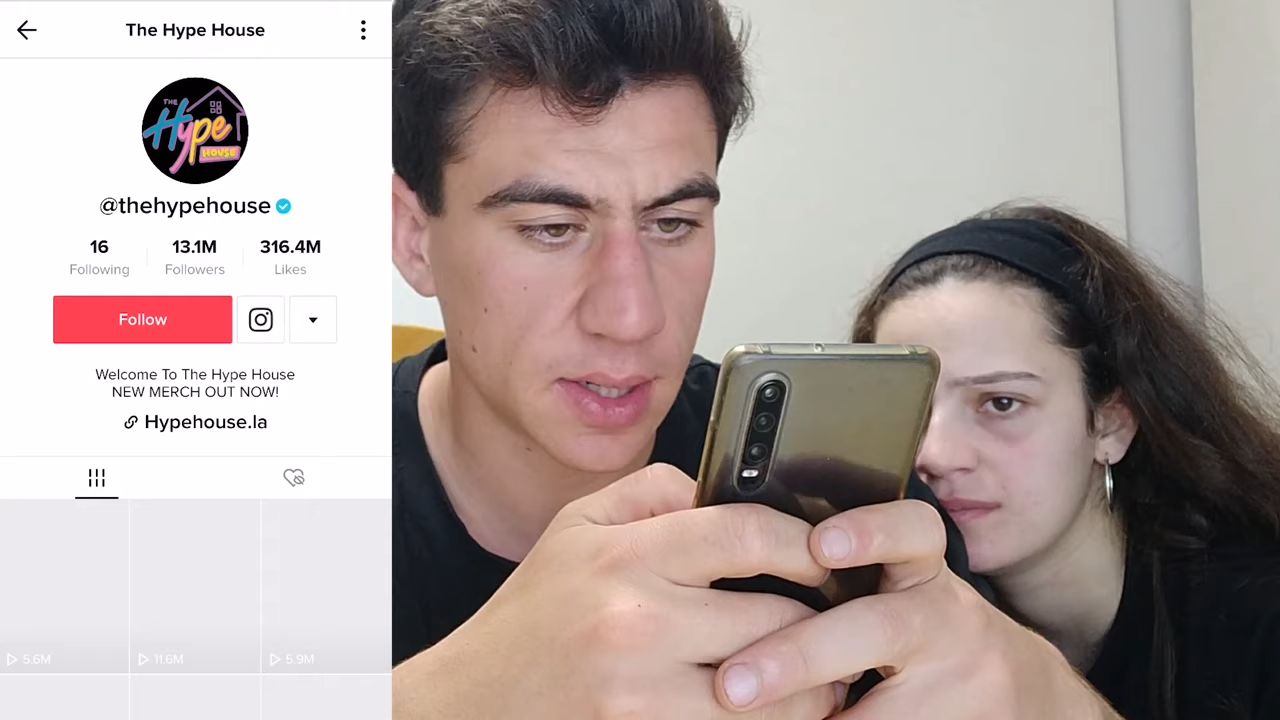 The Hype House
THE
Hype
HOUSE
@thehypehouse
16
13.1M
316.4M
Following
Followers
Likes
Follow
Welcome To The Hype House
NEW MERCH OUT NOW!
Hypehouse.la
5.6M
11.6M
5.9M